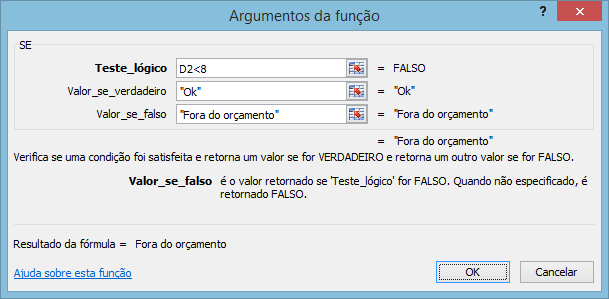 Argumentos da função
? ×
SE
Teste_lógico D2<8 = FALSO
Valor_se_verdadeiro "Ok" = "Ok"
Valor_se_falso "Fora do orçamento" = "Fora do orçamento"
= "Fora do orçamento"
Verifica se uma condição foi satisfeita e retorna um valor se for VERDADEIRO e retorna um outro valor se for FALSO.
Valor_se_falso é o valor retornado se 'Teste_lógico' for FALSO. Quando não especificado, é
retornado FALSO.
Resultado da fórmula = Fora do orçamento
Ajuda sobre esta função OK Cancelar